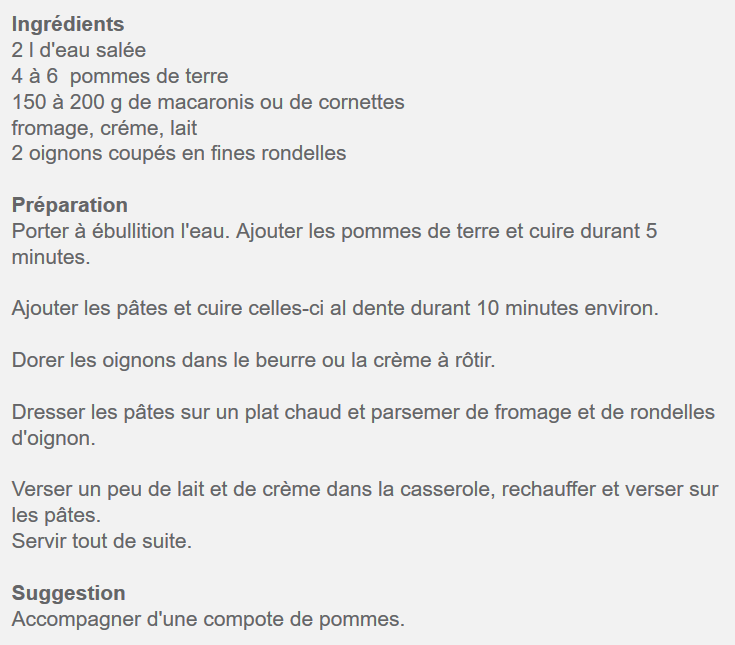 Ingrédients
2 l d'eau salée
4 à 6  pommes de terre
150 à 200 g de macaronis ou de cornettes
fromage, créme, lait
2 oignons coupés en fines rondelles
Préparation
Porter à ébullition l'eau. Ajouter les pommes de terre et cuire durant 5
minutes.
Ajouter les pâtes et cuire celles-ci al dente durant 10 minutes environ.
Dorer les oignons dans le beurre ou la crème à rôtir.
Dresser les pâtes sur un plat chaud et parsemer de fromage et de rondelles
d'oignon.
Verser un peu de lait et de crème dans la casserole, rechauffer et verser sur
les pâtes.
Servir tout de suite.
Suggestion
Accompagner d'une compote de pommes.